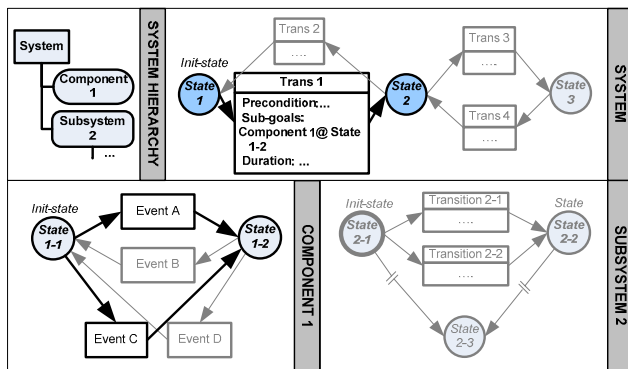 System
Component
1
Subsystem
2
...
SYSTEM HIERARCHY
Init-state
State
1
Trans 2
....
Trans 1
Precondition:...
Sub-goals:
Component 1@ State
1-2
Duration: ...
State
2
Trans 3
....
Trans 4
....
State
3
SYSTEM
Init-state
State
1-1
Event A
Event B
Event C
Event D
State
1-2
COMPONENT 1
Init-state
State
2-1
Transition 2-1
....
Transition 2-2
....
State
State
2-2
State
2-3
SUBSYSTEM 2